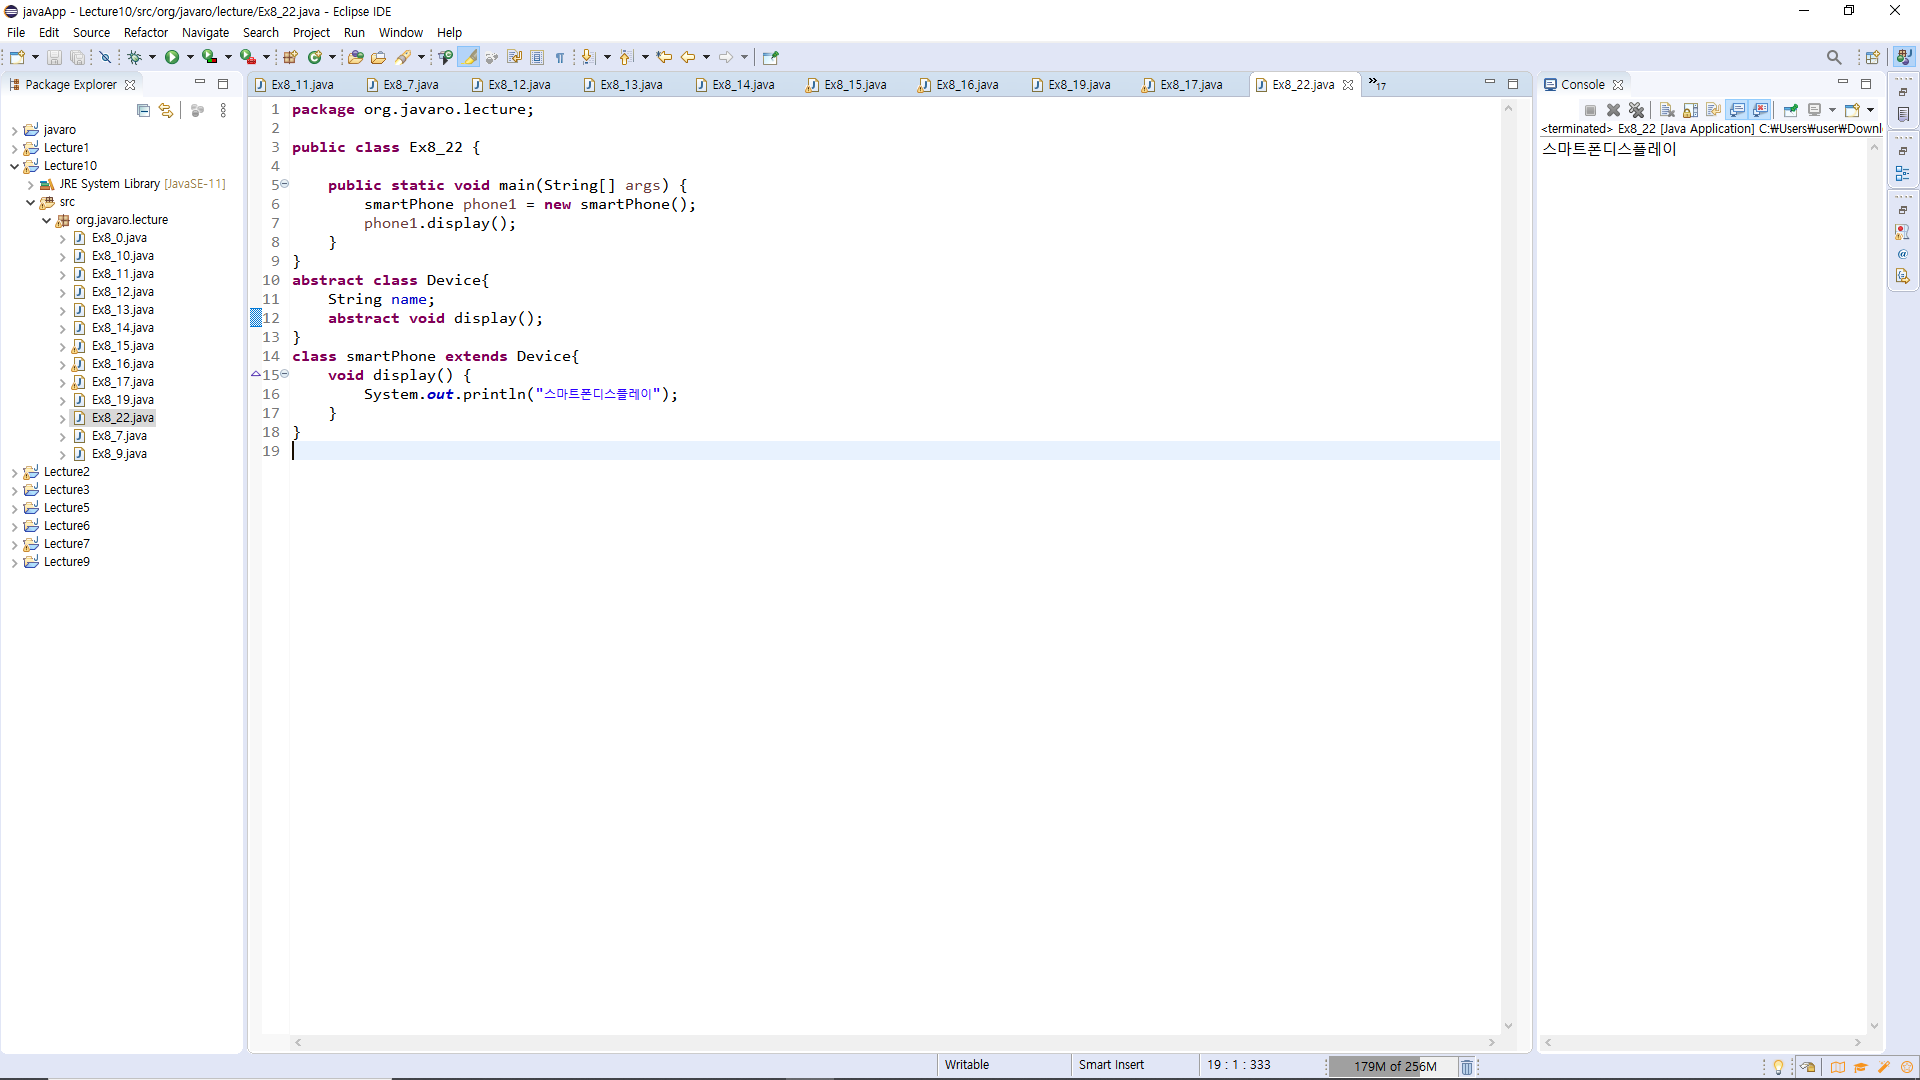 javaApp - Lecture10/src/org/javaro/lecture/Ex8_22.java - Eclipse IDE
File Edit Source Refactor Navigate Search Project Run Window Help
Package Explorer
javaro
Lecture1
Lecture10
JRE System Library [JavaSE-11]
src
org.javaro.lecture
Ex8_0.java
Ex8_10.java
Ex8_11.java
Ex8_12.java
Ex8_13.java
Ex8_14.java
Ex8_15.java
Ex8_16.java
Ex8_17.java
Ex8_19.java
Ex8_22.java
Ex8_7.java
Ex8_9.java
Lecture2
Lecture3
Lecture5
Lecture6
Lecture7
Lecture9
Ex8_11.java Ex8_7.java Ex8_12.java Ex8_13.java Ex8_14.java Ex8_15.java Ex8_16.java Ex8_19.java Ex8_17.java Ex8_22.java »17
1 package org.javaro.lecture;
2
3 public class Ex8_22 {
4
5 public static void main(String[] args) {
6 smartPhone phone1 = new smartPhone();
7 phone1.display();
8 }
9 }
10 abstract class Device{
11 String name;
12 abstract void display();
13 }
14 class smartPhone extends Device{
15 void display() {
16 System.out.println("스마트폰디스플레이");
17 }
18 }
19
Console
<terminated> Ex8_22 [Java Application] C:₩Users₩user₩Downl
스마트폰디스플레이
Writable Smart Insert 19 : 1 : 333 179M of 256M